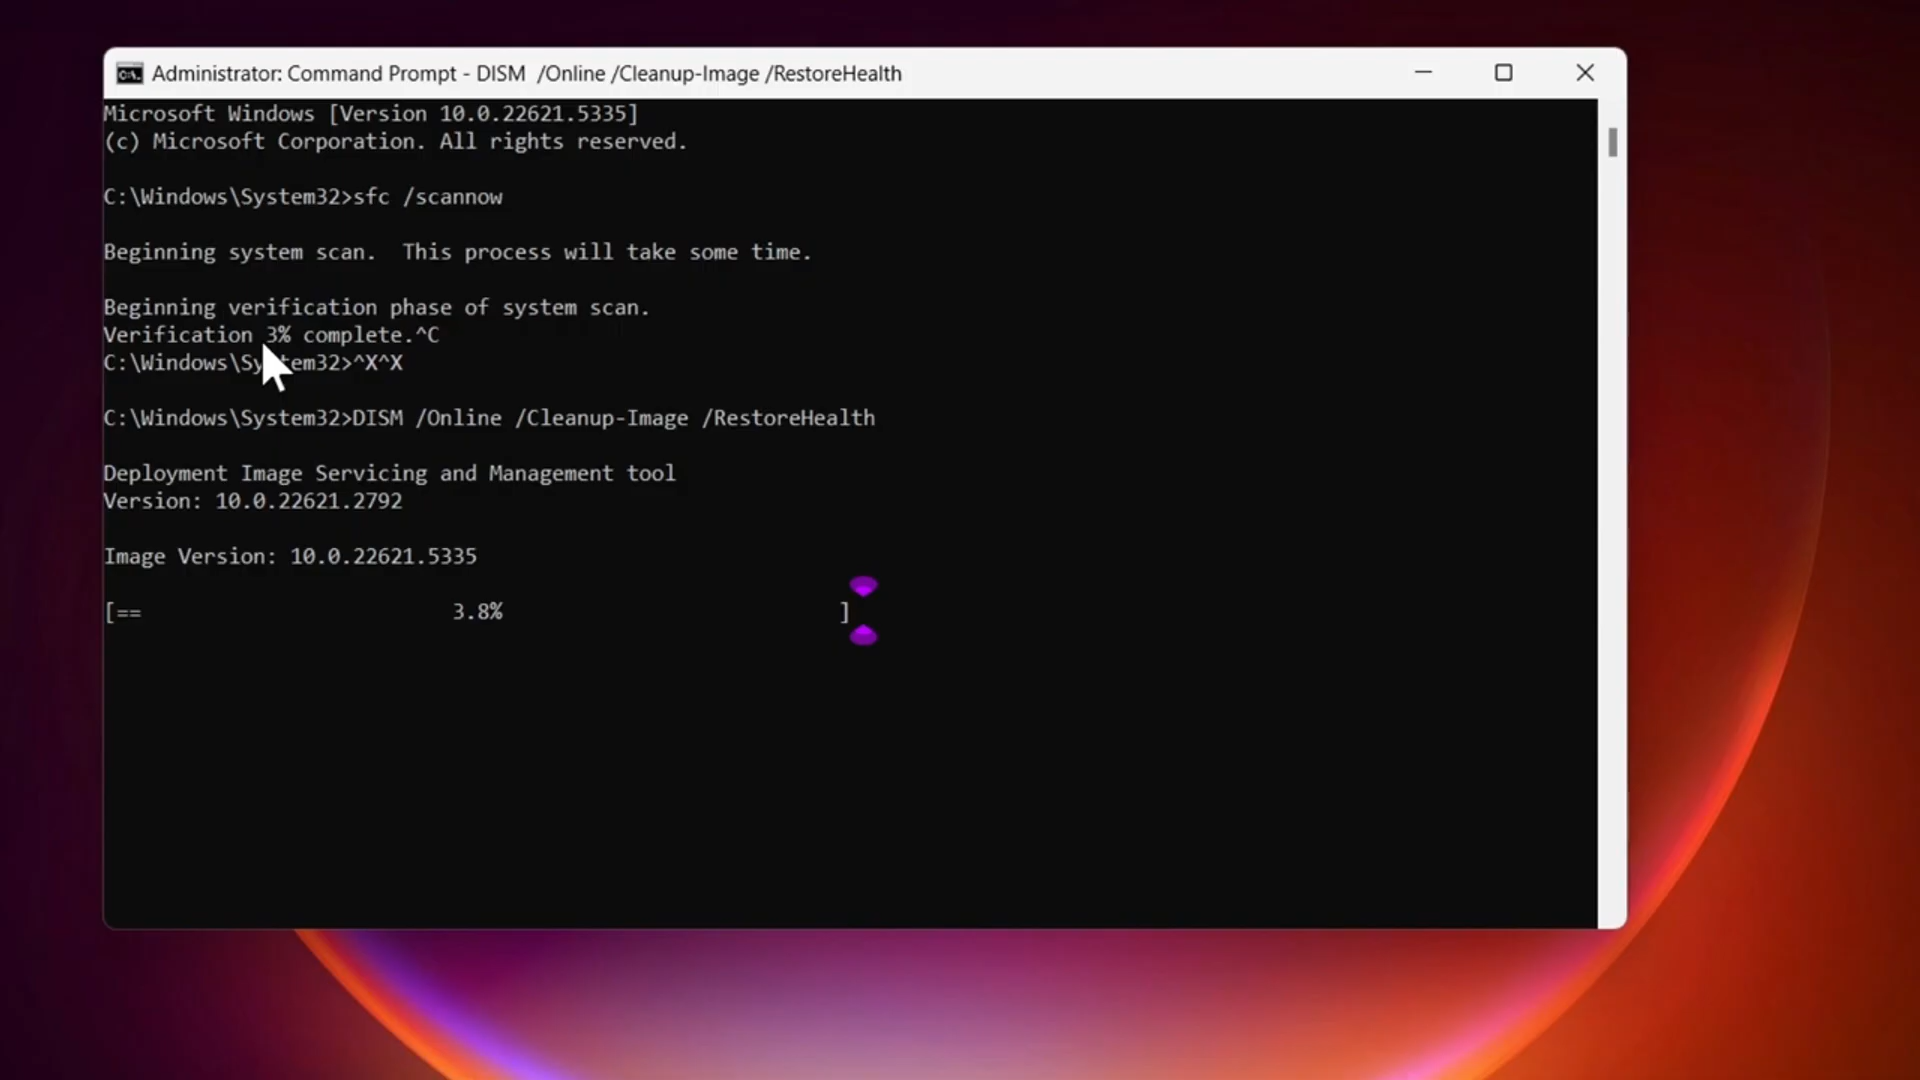 Administrator: Command Prompt - DISM  /Online /Cleanup-Image /RestoreHealth
Microsoft Windows [Version 10.0.22621.5335]
(c) Microsoft Corporation. All rights reserved.
C:\Windows\System32>sfc /scannow
Beginning system scan.  This process will take some time.
Beginning verification phase of system scan.
Verification 3% complete.^C
C:\Windows\System32>^X^X
C:\Windows\System32>DISM /Online /Cleanup-Image /RestoreHealth
Deployment Image Servicing and Management tool
Version: 10.0.22621.2792
Image Version: 10.0.22621.5335
[==                         3.8%                           ]